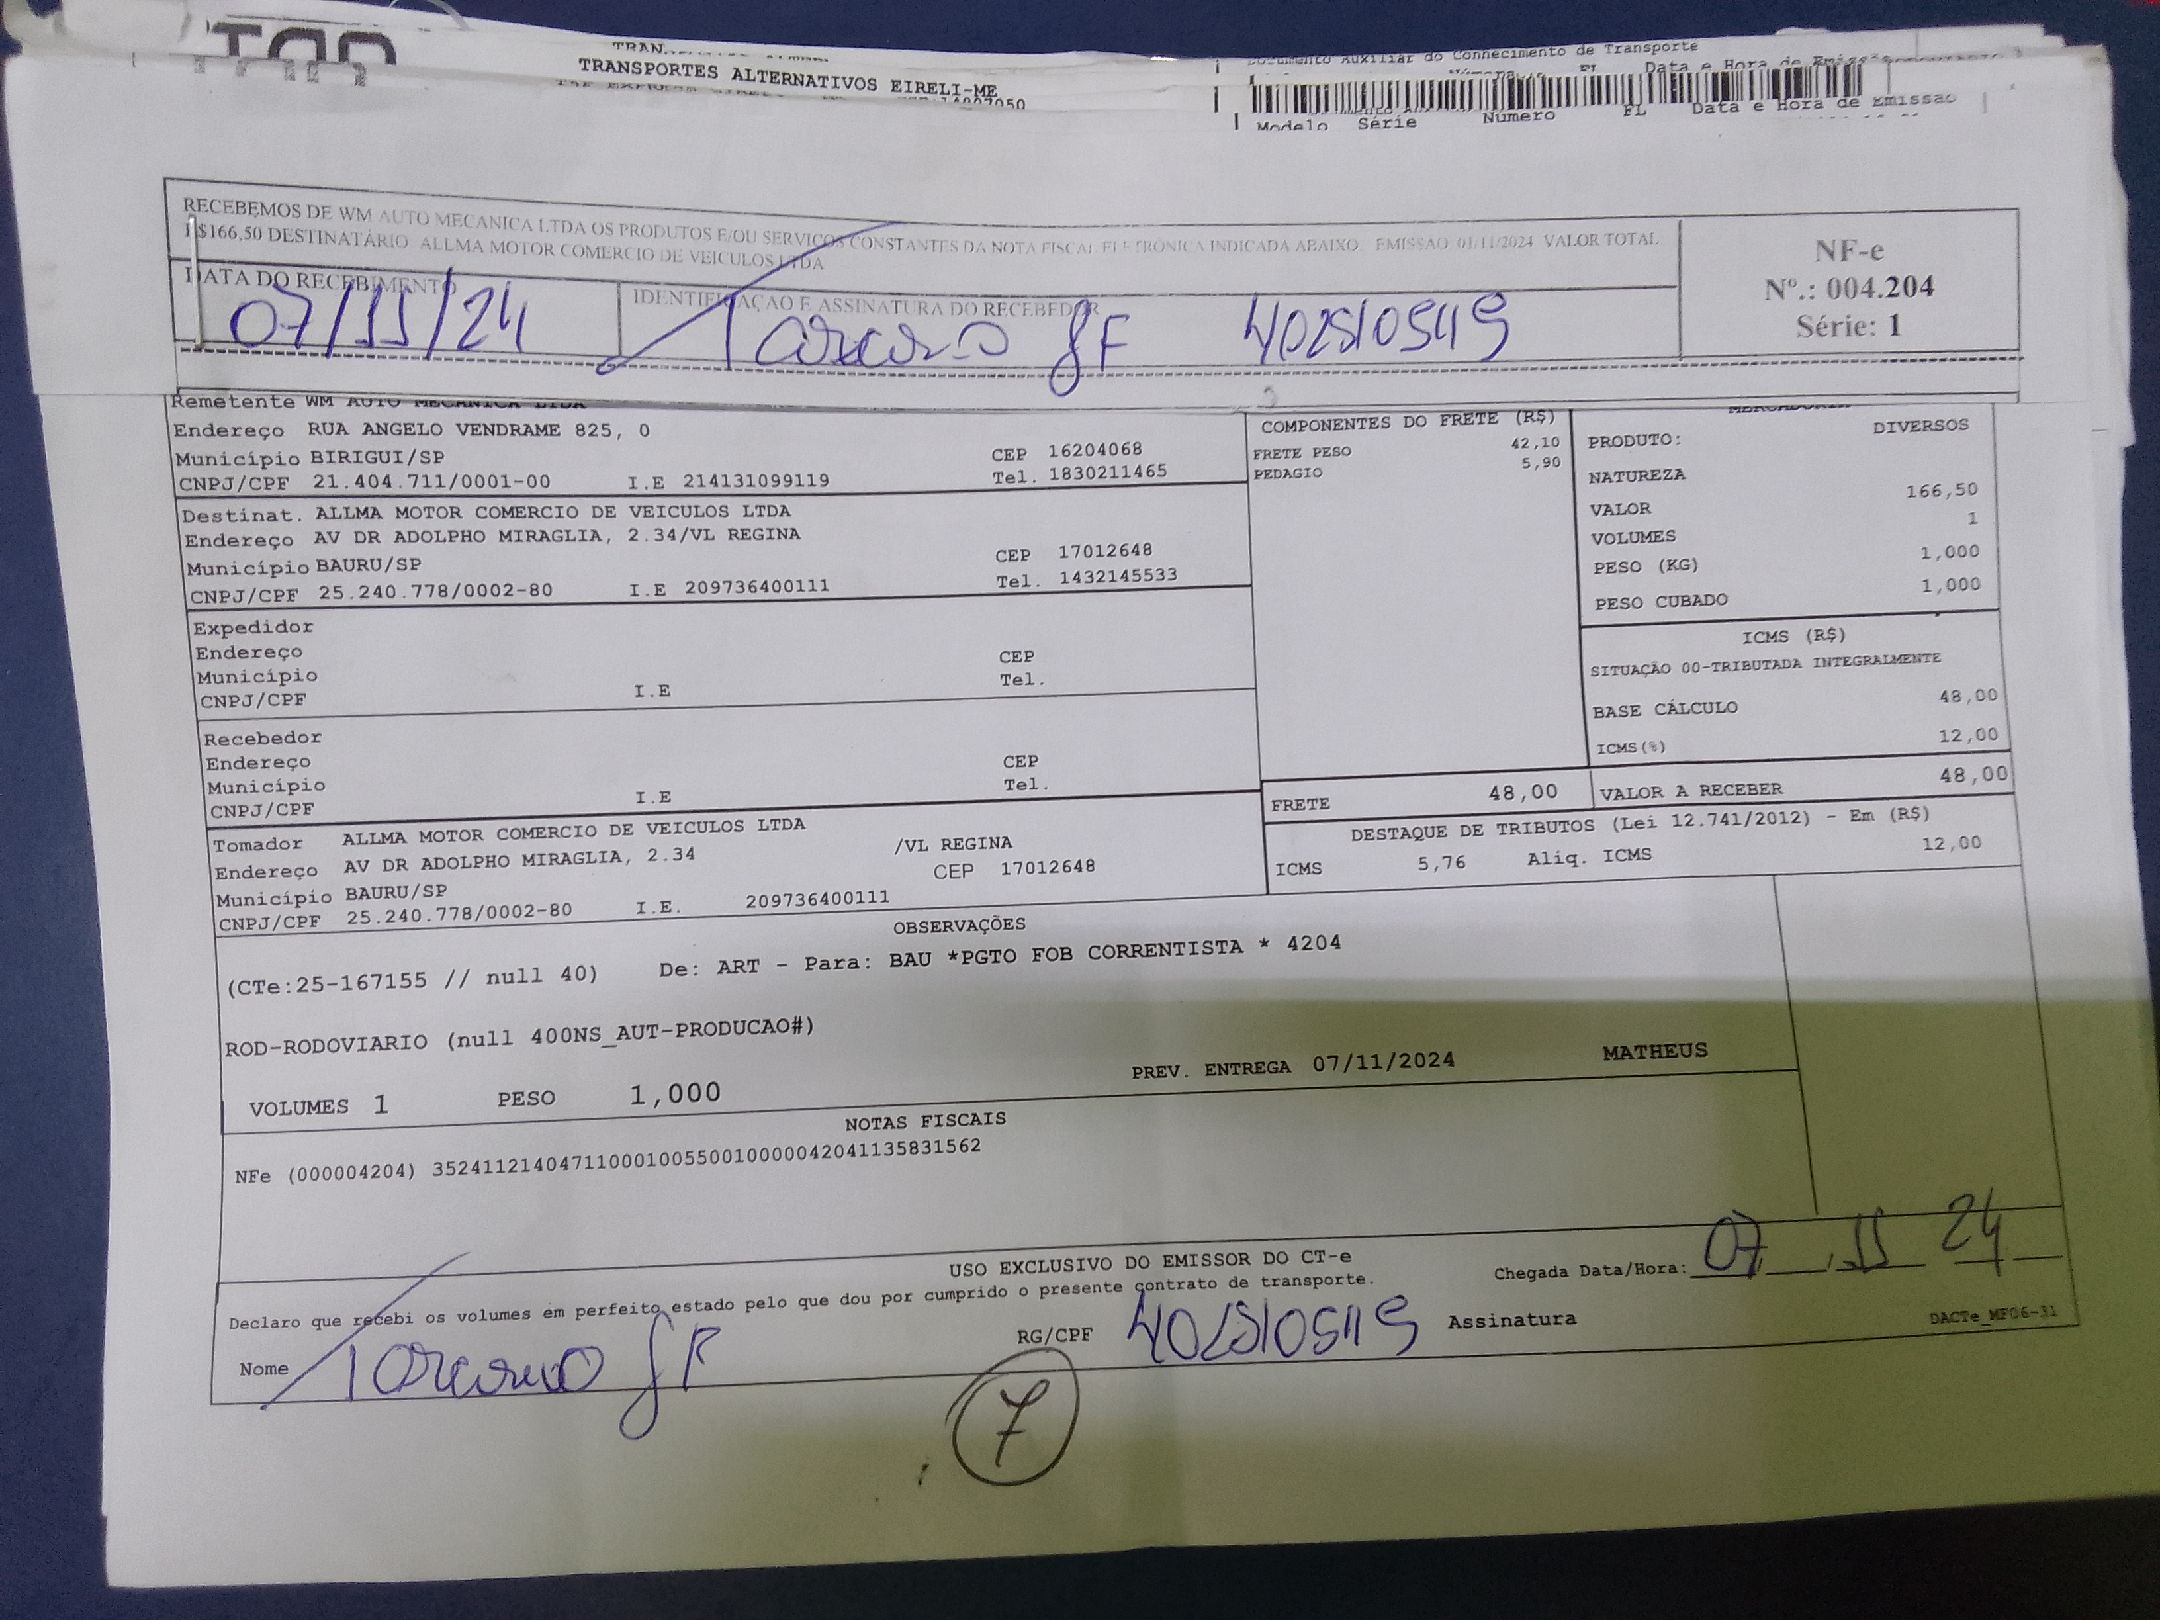 TRANSPORTES ALTERNATIVOS EIRELI-ME
Documento Auxiliar do Conhecimento de Transporte
Modelo Série Número FL Data e Hora de Emissão
RECEBEMOS DE WM AUTO MECANICA LTDA OS PRODUTOS E/OU SERVIÇOS CONSTANTES DA NOTA FISCAL ELETRÔNICA INDICADA ABAIXO. EMISSÃO: 01/11/2024 VALOR TOTAL
R$166,50 DESTINATÁRIO ALLMA MOTOR COMERCIO DE VEICULOS LTDA
NF-e
Nº.: 004.204
Série: 1
DATA DO RECEBIMENTO
07/11/24
IDENTIFICAÇÃO E ASSINATURA DO RECEBEDOR
Remetente WM AUTO MECANICA LTDA
Endereço RUA ANGELO VENDRAME 825, 0
Município BIRIGUI/SP CEP 16204068
CNPJ/CPF 21.404.711/0001-00 I.E 214131099119 Tel. 1830211465
Destinat. ALLMA MOTOR COMERCIO DE VEICULOS LTDA
Endereço AV DR ADOLPHO MIRAGLIA, 2.34/VL REGINA
Município BAURU/SP CEP 17012648
CNPJ/CPF 25.240.778/0002-80 I.E 209736400111 Tel. 1432145533
Expedidor
Endereço
Município CEP
CNPJ/CPF I.E Tel.
Recebedor
Endereço
Município CEP
CNPJ/CPF I.E Tel.
Tomador ALLMA MOTOR COMERCIO DE VEICULOS LTDA
Endereço AV DR ADOLPHO MIRAGLIA, 2.34 /VL REGINA
Município BAURU/SP CEP 17012648
CNPJ/CPF 25.240.778/0002-80 I.E. 209736400111
COMPONENTES DO FRETE (R$)
FRETE PESO 42,10
PEDAGIO 5,90
MERCADORIA
PRODUTO: DIVERSOS
NATUREZA
VALOR 166,50
VOLUMES 1
PESO (KG) 1,000
PESO CUBADO 1,000
ICMS (R$)
SITUAÇÃO 00-TRIBUTADA INTEGRALMENTE
BASE CÁLCULO 48,00
ICMS(%) 12,00
FRETE 48,00 VALOR A RECEBER 48,00
DESTAQUE DE TRIBUTOS (Lei 12.741/2012) - Em (R$)
ICMS 5,76 Alíq. ICMS 12,00
OBSERVAÇÕES
(CTe:25-167155 // null 40) De: ART - Para: BAU *PGTO FOB CORRENTISTA * 4204
ROD-RODOVIARIO (null 400NS_AUT-PRODUCAO#)
VOLUMES 1 PESO 1,000 PREV. ENTREGA 07/11/2024 MATHEUS
NOTAS FISCAIS
NFe (000004204) 35241121404711000100550010000042041135831562
USO EXCLUSIVO DO EMISSOR DO CT-e
Declaro que recebi os volumes em perfeito estado pelo que dou por cumprido o presente contrato de transporte.
Chegada Data/Hora: 07 11 24
Nome RG/CPF Assinatura
DACTe_MF06-31
7